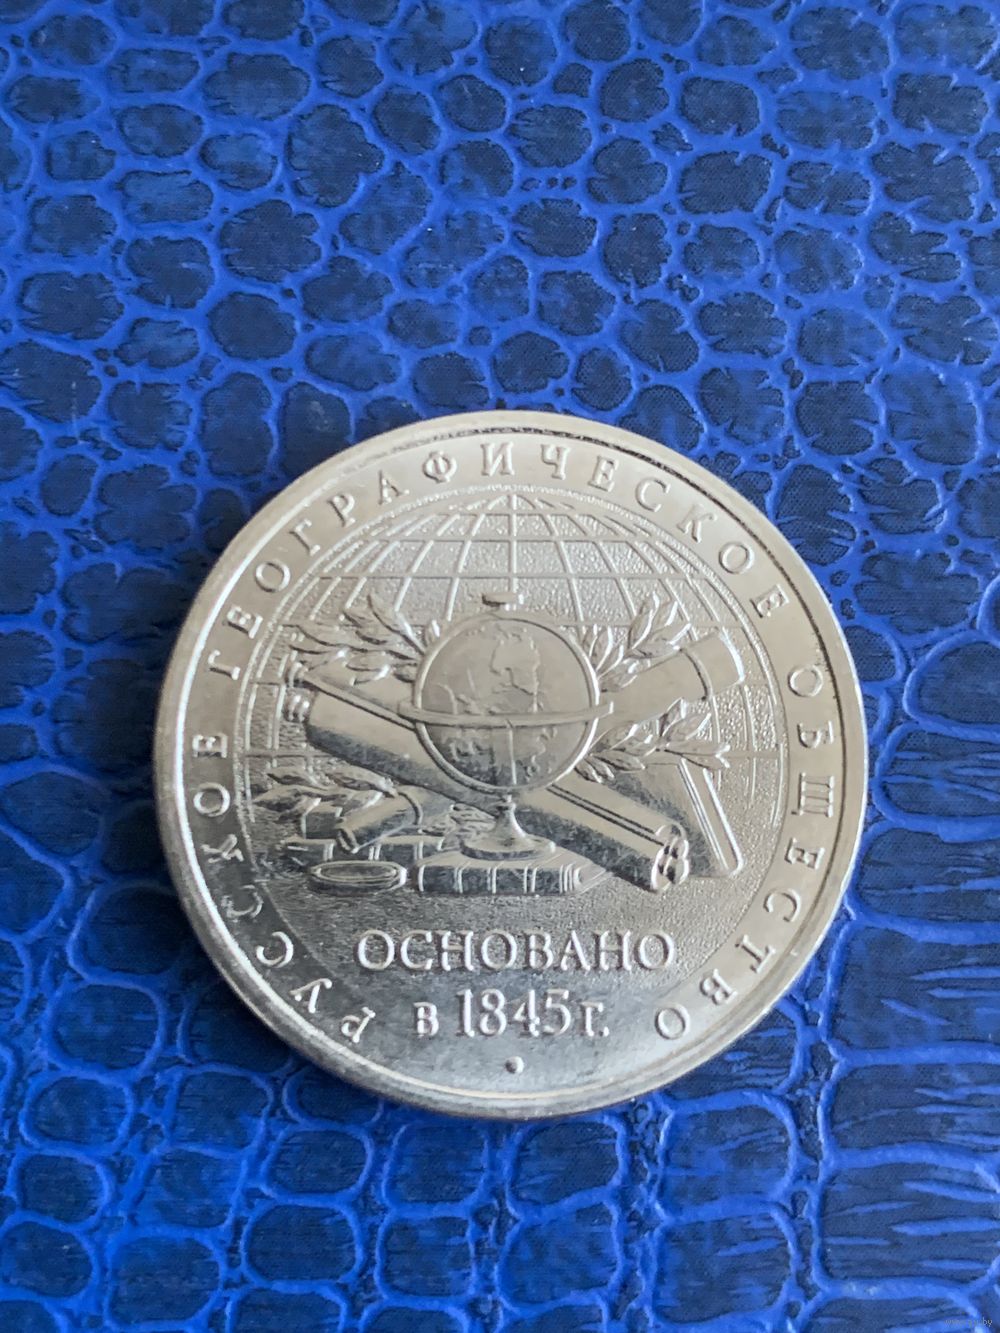 РУССКОЕ ГЕОГРАФИЧЕСКОЕ ОБЩЕСТВО
ОСНОВАНО
в 1845 г.